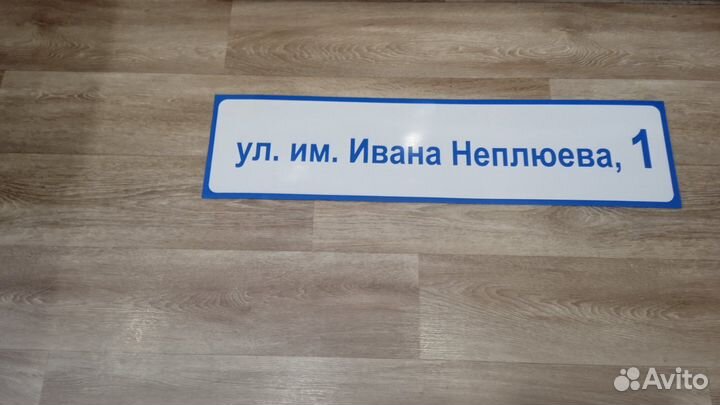 ул. им. Ивана Неплюева, 1
Avito